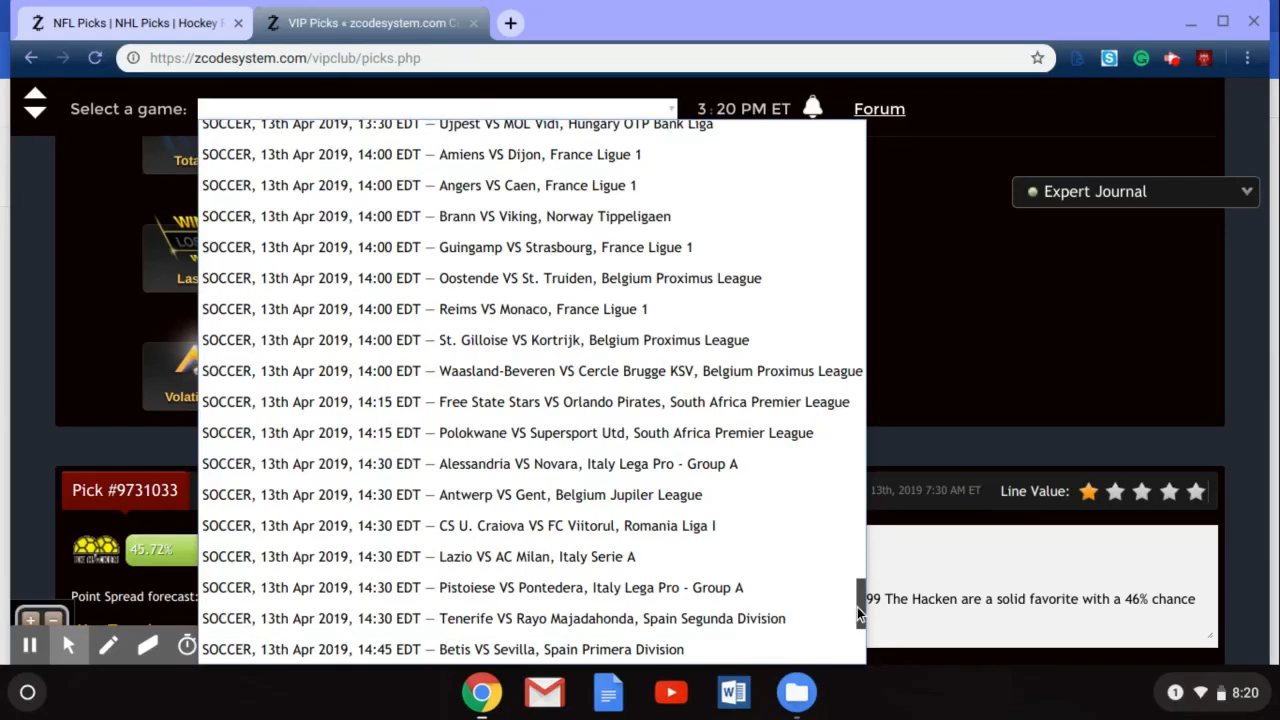 NFL Picks | NHL Picks | Hockey
VIP Picks « zcodesystem.com
https://zcodesystem.com/vipclub/picks.php
Select a game:
3:20 PM ET
Forum
SOCCER, 13th Apr 2019, 13:30 EDT — Ujpest VS MOL Vidi, Hungary OTP Bank Liga
SOCCER, 13th Apr 2019, 14:00 EDT — Amiens VS Dijon, France Ligue 1
SOCCER, 13th Apr 2019, 14:00 EDT — Angers VS Caen, France Ligue 1
SOCCER, 13th Apr 2019, 14:00 EDT — Brann VS Viking, Norway Tippeligaen
SOCCER, 13th Apr 2019, 14:00 EDT — Guingamp VS Strasbourg, France Ligue 1
SOCCER, 13th Apr 2019, 14:00 EDT — Oostende VS St. Truiden, Belgium Proximus League
SOCCER, 13th Apr 2019, 14:00 EDT — Reims VS Monaco, France Ligue 1
SOCCER, 13th Apr 2019, 14:00 EDT — St. Gilloise VS Kortrijk, Belgium Proximus League
SOCCER, 13th Apr 2019, 14:00 EDT — Waasland-Beveren VS Cercle Brugge KSV, Belgium Proximus League
SOCCER, 13th Apr 2019, 14:15 EDT — Free State Stars VS Orlando Pirates, South Africa Premier League
SOCCER, 13th Apr 2019, 14:15 EDT — Polokwane VS Supersport Utd, South Africa Premier League
SOCCER, 13th Apr 2019, 14:30 EDT — Alessandria VS Novara, Italy Lega Pro - Group A
SOCCER, 13th Apr 2019, 14:30 EDT — Antwerp VS Gent, Belgium Jupiler League
SOCCER, 13th Apr 2019, 14:30 EDT — CS U. Craiova VS FC Viitorul, Romania Liga I
SOCCER, 13th Apr 2019, 14:30 EDT — Lazio VS AC Milan, Italy Serie A
SOCCER, 13th Apr 2019, 14:30 EDT — Pistoiese VS Pontedera, Italy Lega Pro - Group A
SOCCER, 13th Apr 2019, 14:30 EDT — Tenerife VS Rayo Majadahonda, Spain Segunda Division
SOCCER, 13th Apr 2019, 14:45 EDT — Betis VS Sevilla, Spain Primera Division
Tota
Las
Volati
Expert Journal
Pick #9731033
13th, 2019 7:30 AM ET
Line Value:
45.72%
Point Spread forecast:
99 The Hacken are a solid favorite with a 46% chance
1
8:20